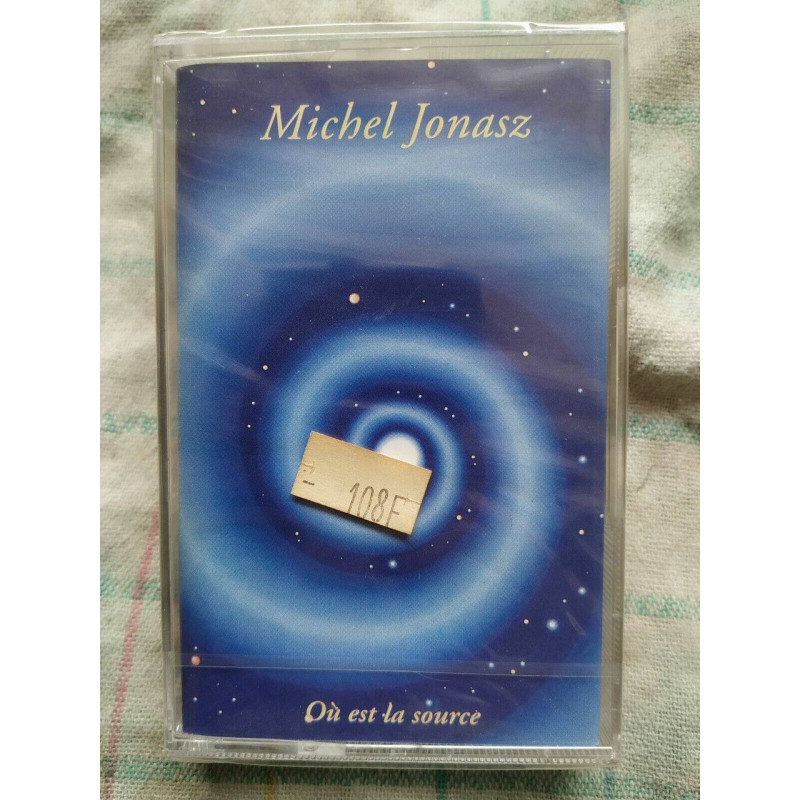 Michel Jonasz
108F
Où est la source